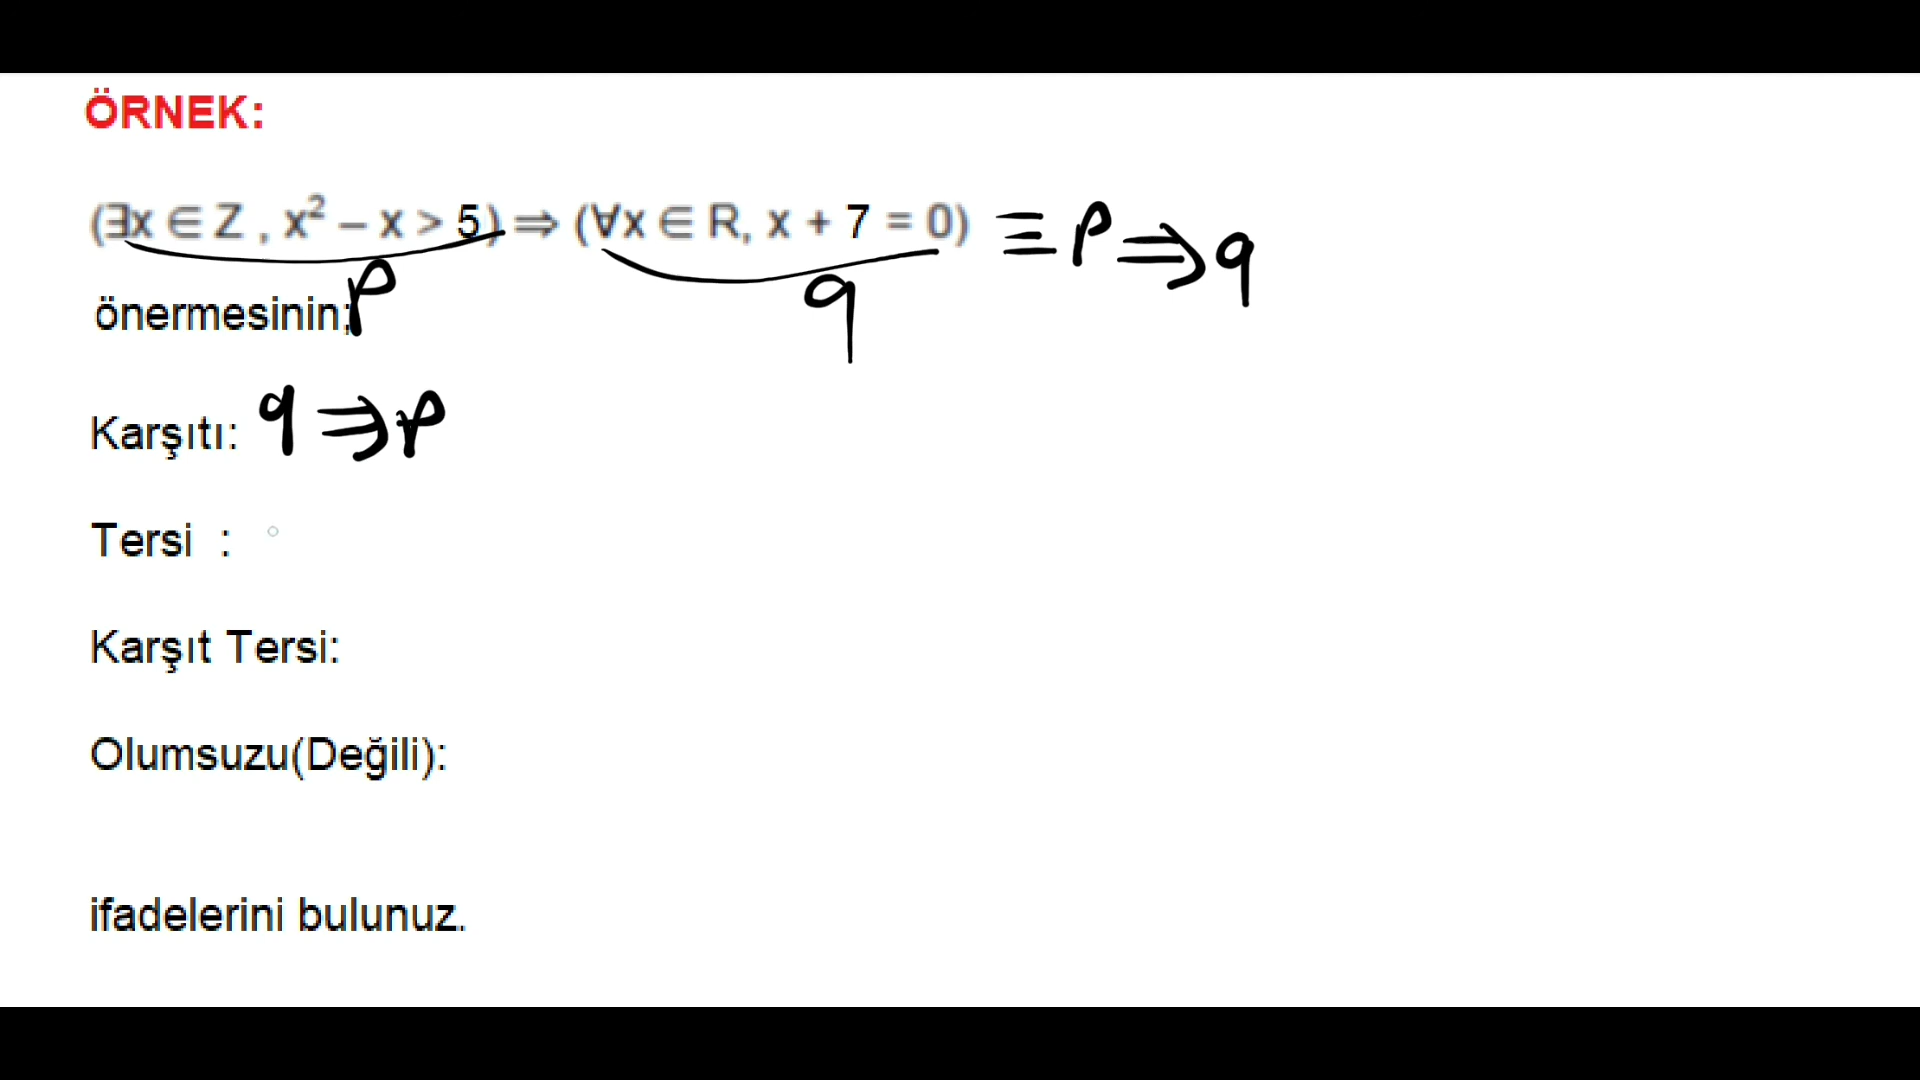 ÖRNEK:
(∃x ∈ Z , x² – x > 5) ⇒ (∀x ∈ R, x + 7 = 0) ≡ p ⇒ q
p q
önermesinin;
Karşıtı: q ⇒ p
Tersi :
Karşıt Tersi:
Olumsuzu(Değili):
ifadelerini bulunuz.